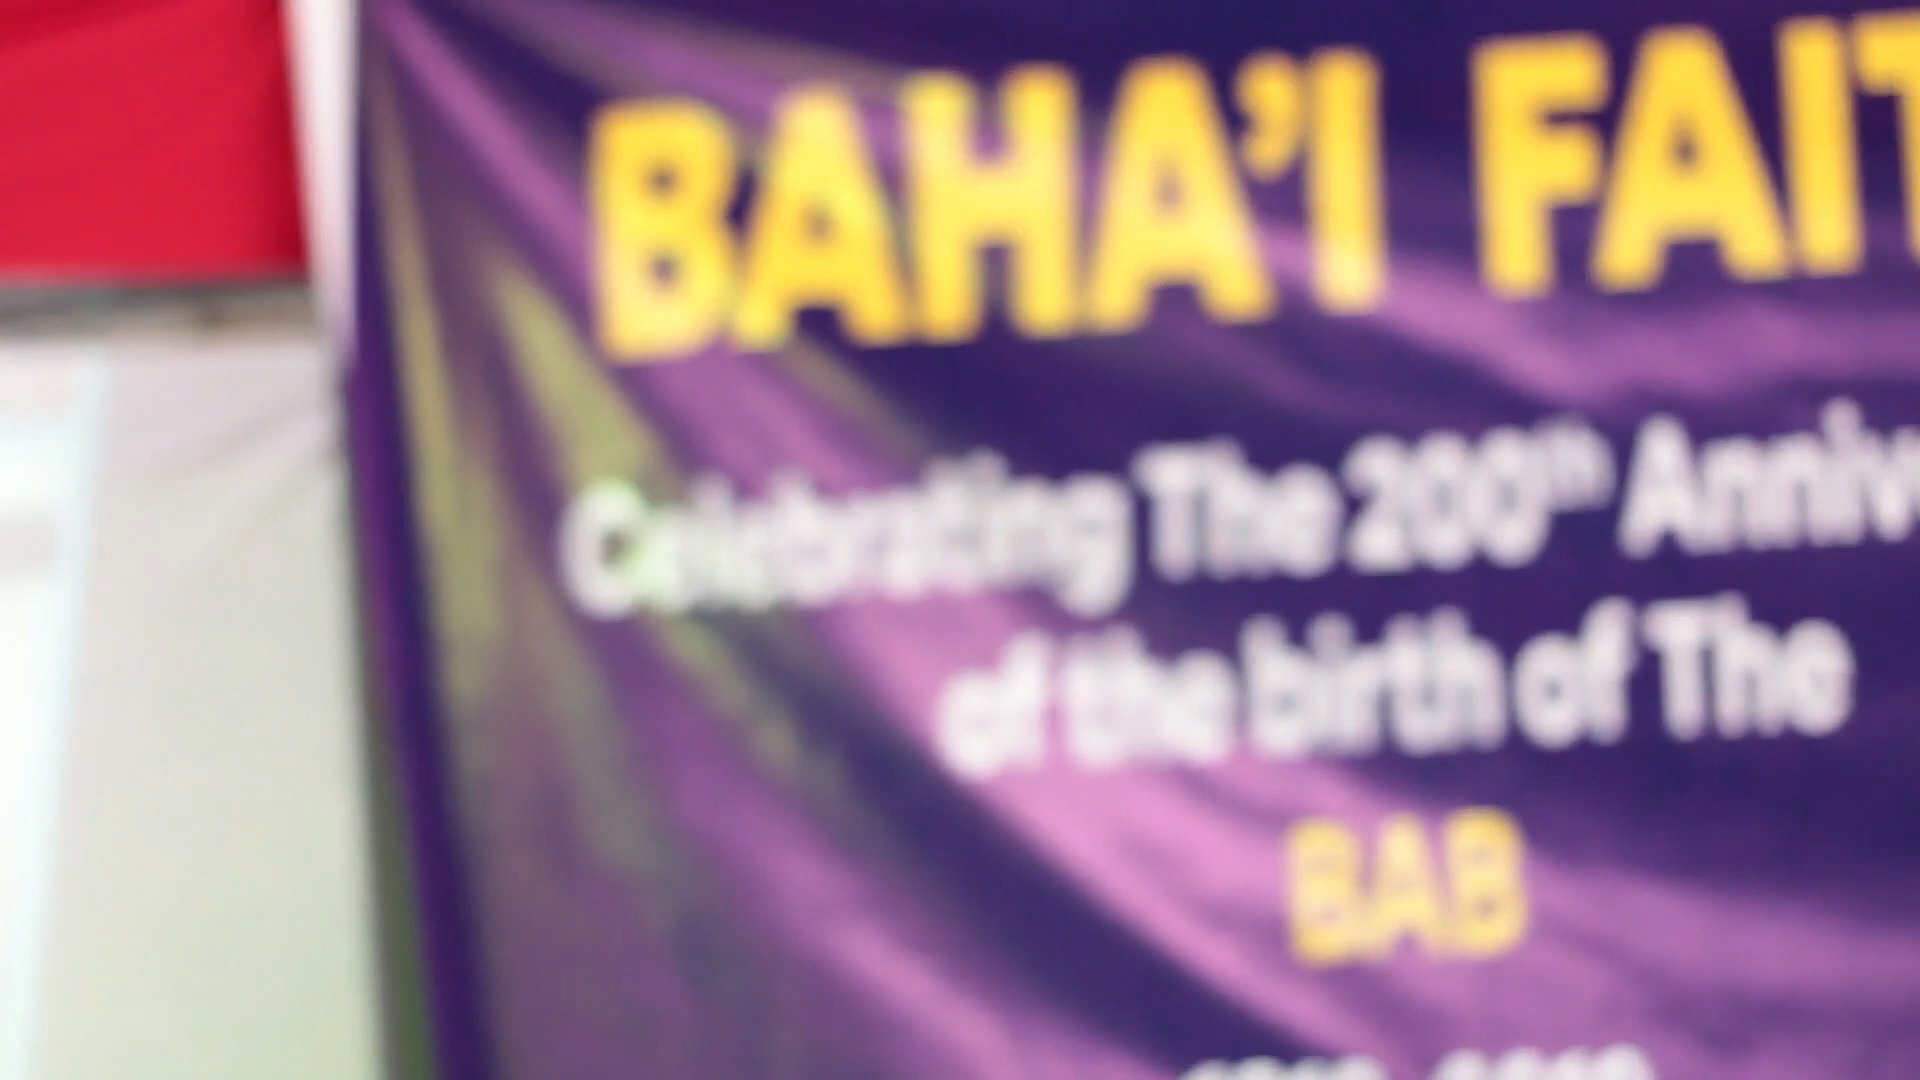 BAHA'I FAIT
Celebrating The 200th Anniv
of the birth of The
BAB